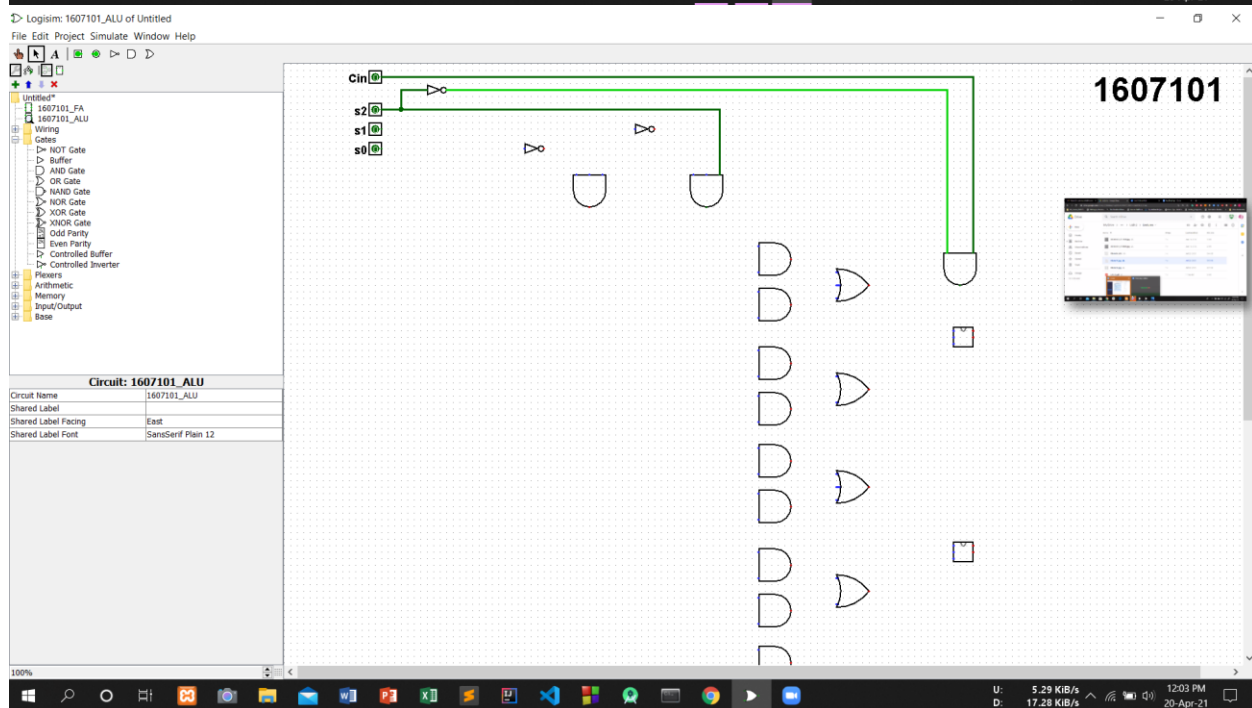 Logisim: 1607101_ALU of Untitled
File Edit Project Simulate Window Help
A
Untitled*
1607101_FA
1607101_ALU
Wiring
Gates
NOT Gate
Buffer
AND Gate
OR Gate
NAND Gate
NOR Gate
XOR Gate
XNOR Gate
Odd Parity
Even Parity
Controlled Buffer
Controlled Inverter
Plexers
Arithmetic
Memory
Input/Output
Base
Circuit: 1607101_ALU
Circuit Name 1607101_ALU
Shared Label
Shared Label Facing East
Shared Label Font SansSerif Plain 12
100%
Cin 0
s2 0
s1 0
s0 0
1607101
U: 5.29 KiB/s
D: 17.28 KiB/s
12:03 PM
20-Apr-21